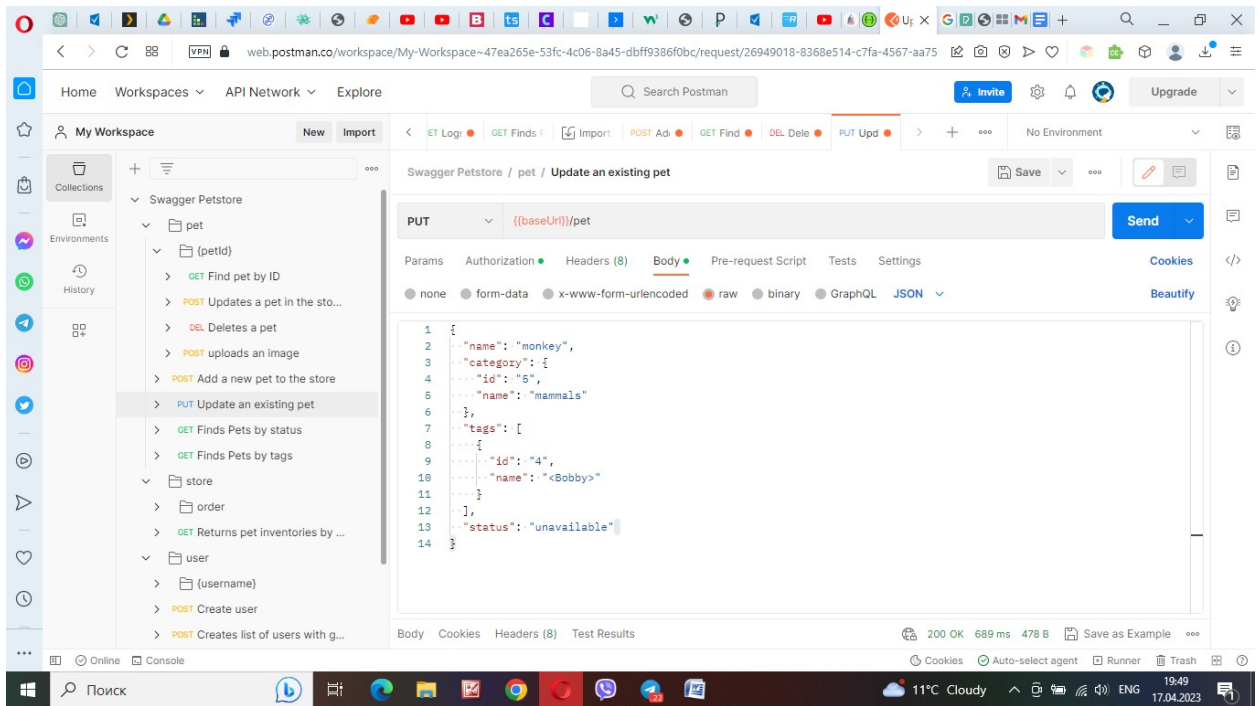 VPN web.postman.co/workspace/My-Workspace~47ea265e-53fc-4c06-8a45-dbff9386f0bc/request/26949018-8368e514-c7fa-4567-aa75
Home Workspaces API Network Explore Search Postman Invite Upgrade
My Workspace New Import GET Finds Import POST GET Find DEL Dele PUT Upd No Environment
Collections
Environments
History
Swagger Petstore
pet
{petId}
GET Find pet by ID
POST Updates a pet in the sto...
DEL Deletes a pet
POST uploads an image
POST Add a new pet to the store
PUT Update an existing pet
GET Finds Pets by status
GET Finds Pets by tags
store
order
GET Returns pet inventories by ...
user
{username}
POST Create user
POST Creates list of users with g...
Swagger Petstore / pet / Update an existing pet Save
PUT {{baseUrl}}/pet Send
Params Authorization Headers (8) Body Pre-request Script Tests Settings Cookies
none form-data x-www-form-urlencoded raw binary GraphQL JSON Beautify
1 {
2 "name": "monkey",
3 "category": {
4 "id": "5",
5 "name": "mammals"
6 },
7 "tags": [
8 {
9 "id": "4",
10 "name": "<Bobby>"
11 }
12 ],
13 "status": "unavailable"
14 }
Body Cookies Headers (8) Test Results 200 OK 689 ms 478 B Save as Example
Online Console Cookies Auto-select agent Runner Trash
Поиск 11°C Cloudy ENG 19:49
17.04.2023